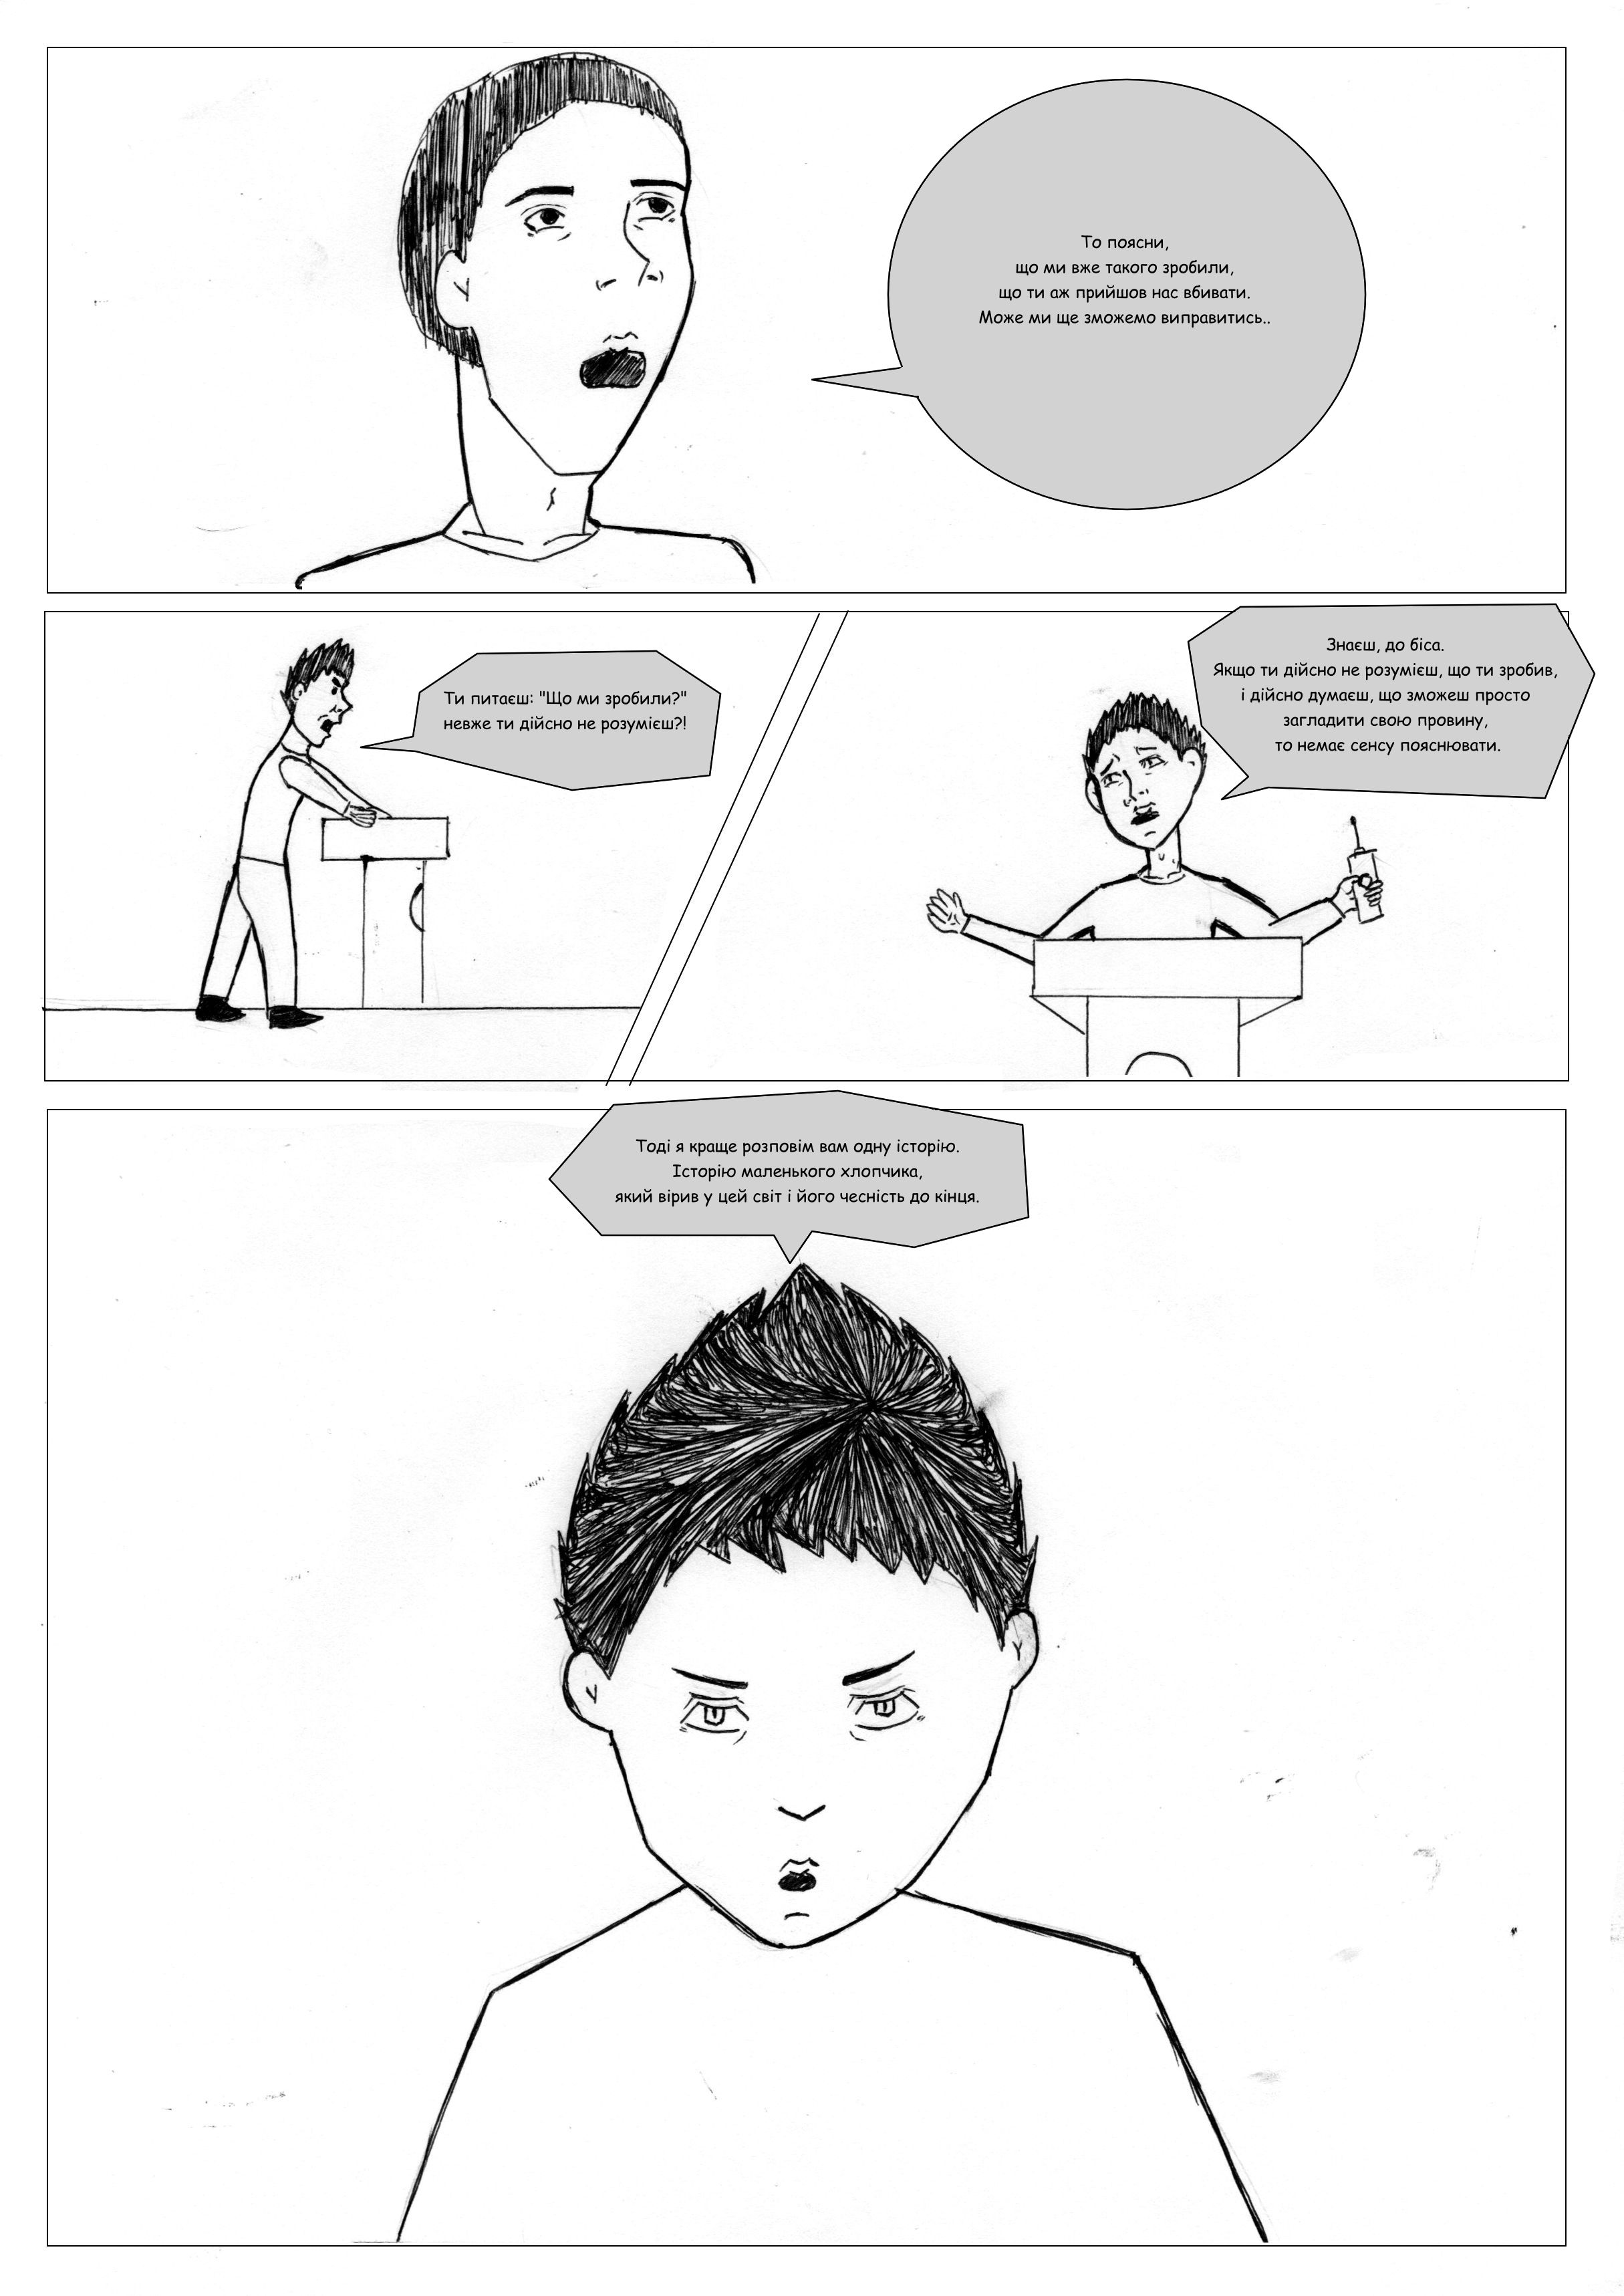 То поясни,
що ми вже такого зробили,
що ти аж прийшов нас вбивати.
Може ми ще зможемо виправитись..
Ти питаєш: "Що ми зробили?"
невже ти дійсно не розумієш?!
Знаєш, до біса.
Якщо ти дійсно не розумієш, що ти зробив,
і дійсно думаєш, що зможеш просто
загладити свою провину,
то немає сенсу пояснювати.
Тоді я краще розповім вам одну історію.
Історію маленького хлопчика,
який вірив у цей світ і його чесність до кінця.